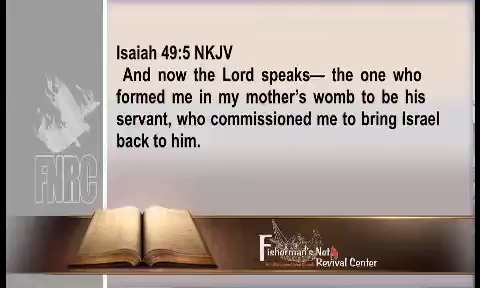 Isaiah 49:5 NKJV
And now the Lord speaks— the one who
formed me in my mother's womb to be his
servant, who commissioned me to bring Israel
back to him.
FNRC
Fisherman's Net
Revival Center